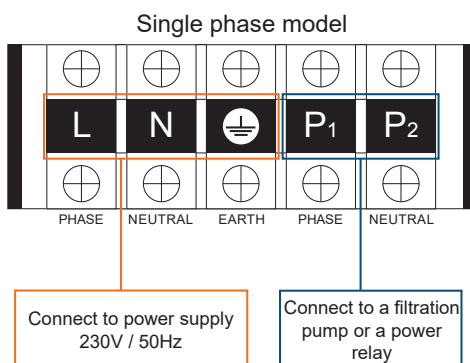 Single phase model
L N P1 P2
PHASE NEUTRAL EARTH PHASE NEUTRAL
Connect to power supply
230V / 50Hz
Connect to a filtration
pump or a power
relay